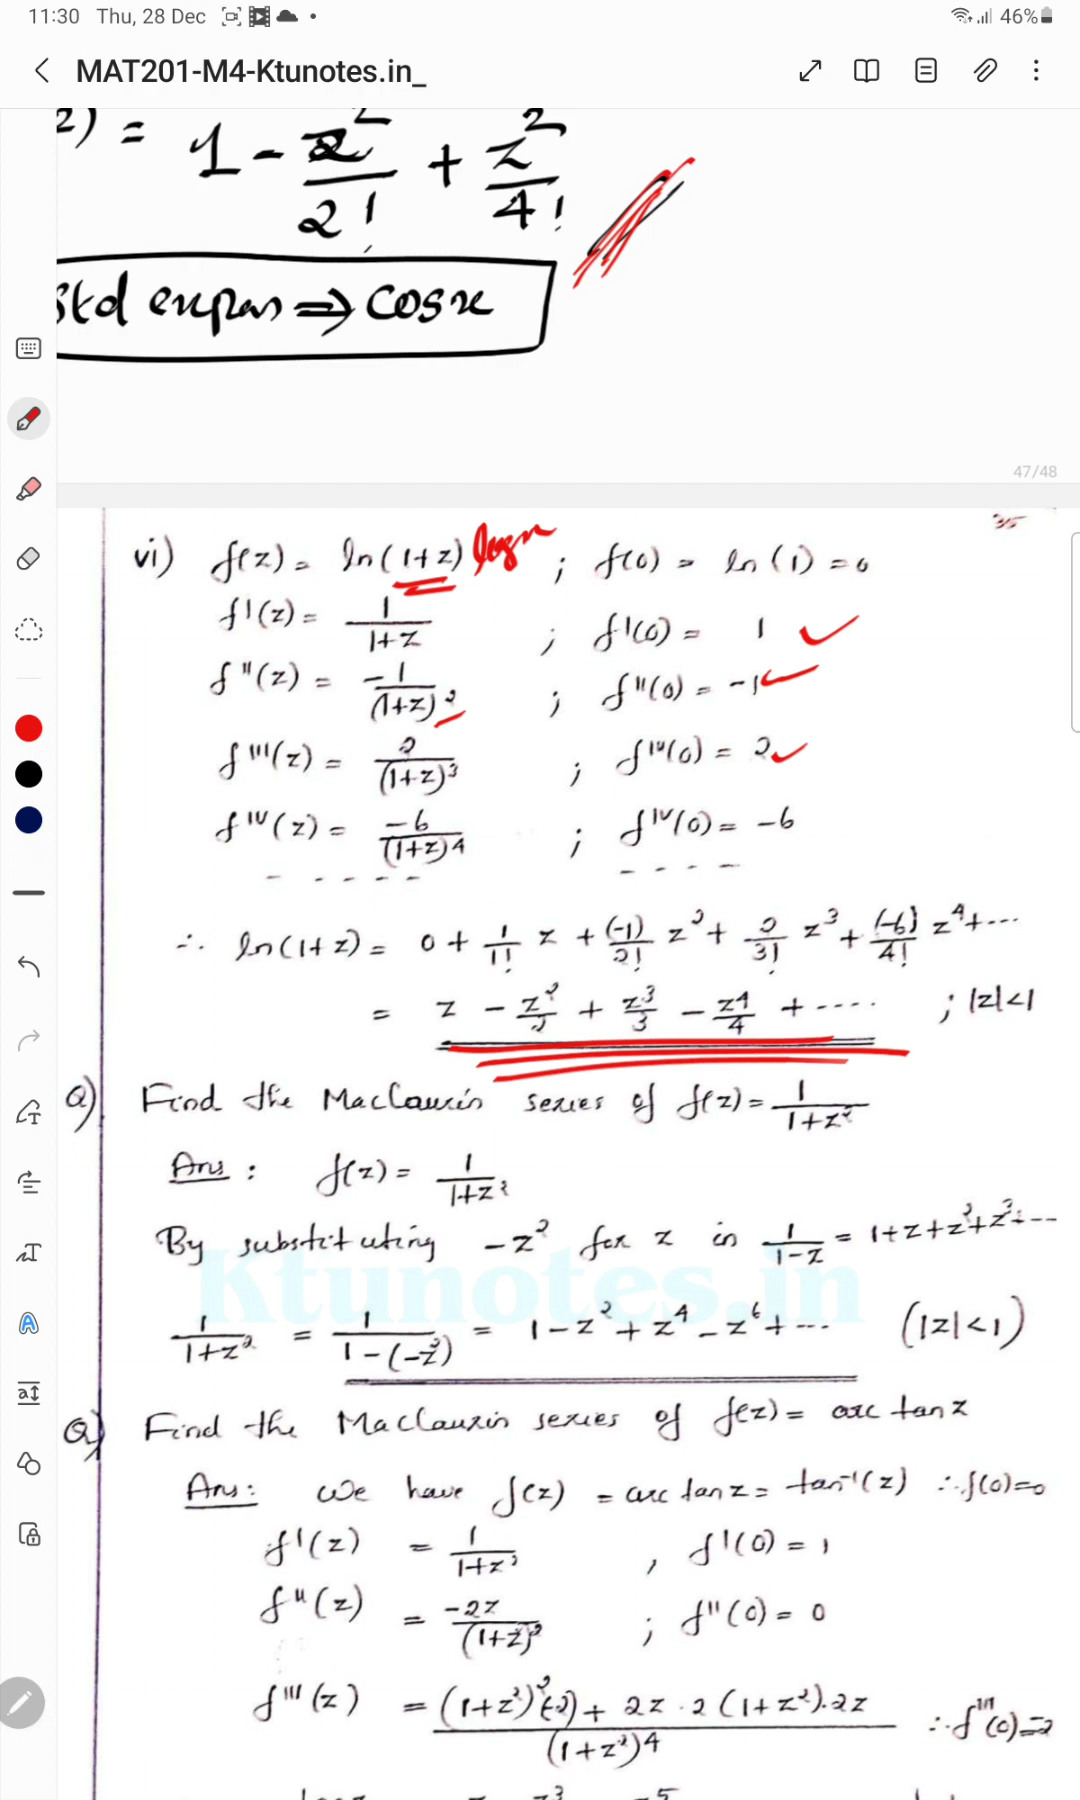 11:30 Thu, 28 Dec 46%
MAT201-M4-Ktunotes.in_
z) = 1 - z²/2! + z²/4!
Std expan ⇒ cosx
47/48
35
vi) f(z) = ln(1+z) logx ; f(0) = ln(1) = 0
f'(z) = 1/(1+z) ; f'(0) = 1
f''(z) = -1/(1+z)² ; f''(0) = -1
f'''(z) = 2/(1+z)³ ; f'''(0) = 2
f^IV(z) = -6/(1+z)⁴ ; f^IV(0) = -6
- - - - - - - - -
∴ ln(1+z) = 0 + 1/1! z + (-1)/2! z² + 2/3! z³ + (-6)/4! z⁴ + ...
= z - z²/2 + z³/3 - z⁴/4 + ---- ; |z|<1
Q) Find the Maclaurin series of f(z) = 1/(1+z²)
Ans : f(z) = 1/(1+z²)
By substituting -z² for z in 1/(1-z) = 1+z+z²+z³+---
Ktunotes.in
1/(1+z²) = 1/(1-(-z²)) = 1-z²+z⁴-z⁶+--- (|z|<1)
Q) Find the Maclaurin series of f(z) = arc tan z
Ans: we have f(z) = arc tan z = tan⁻¹(z) ∴ f(0)=0
f'(z) = 1/(1+z²) , f'(0) = 1
f''(z) = -2z/(1+z²)² ; f''(0) = 0
f'''(z) = ((1+z²)²(-2) + 2z·2(1+z²)·2z)/(1+z²)⁴ ∴ f'''(0)=-2